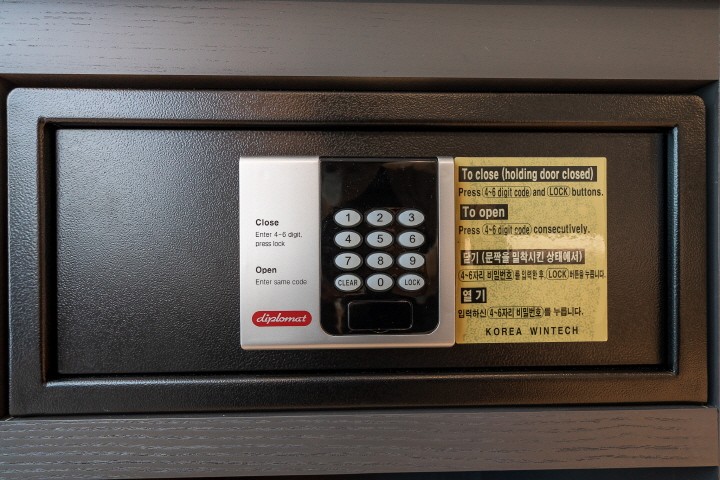 Close
Enter 4~6 digit,
press lock
Open
Enter same code
diplomat
1 2 3
4 5 6
7 8 9
CLEAR 0 LOCK
To close (holding door closed)
Press 4~6 digit code and LOCK buttons.
To open
Press 4~6 digit code consecutively.
닫기 (문짝을 밀착시킨 상태에서)
4~6자리 비밀번호 를 입력한 후, LOCK 버튼을 누릅니다.
열기
입력하신 4~6자리 비밀번호 를 누릅니다.
KOREA WINTECH